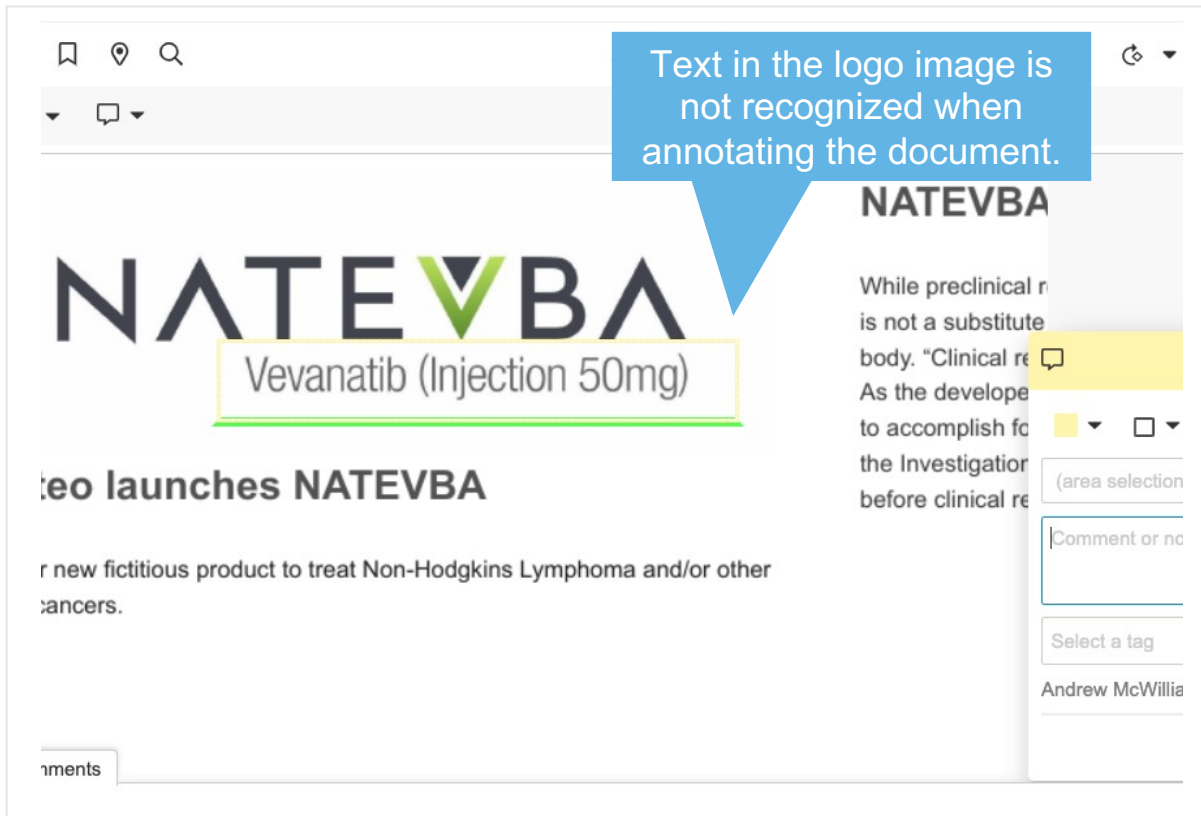 Text in the logo image is
not recognized when
annotating the document.
NATEVBA
Vevanatib (Injection 50mg)
teo launches NATEVBA
r new fictitious product to treat Non-Hodgkins Lymphoma and/or other
cancers.
NATEVBA
While preclinical r
is not a substitute
body. “Clinical re
As the develope
to accomplish fo
the Investigation
before clinical re
(area selection
Comment or no
Select a tag
Andrew McWillia
mments